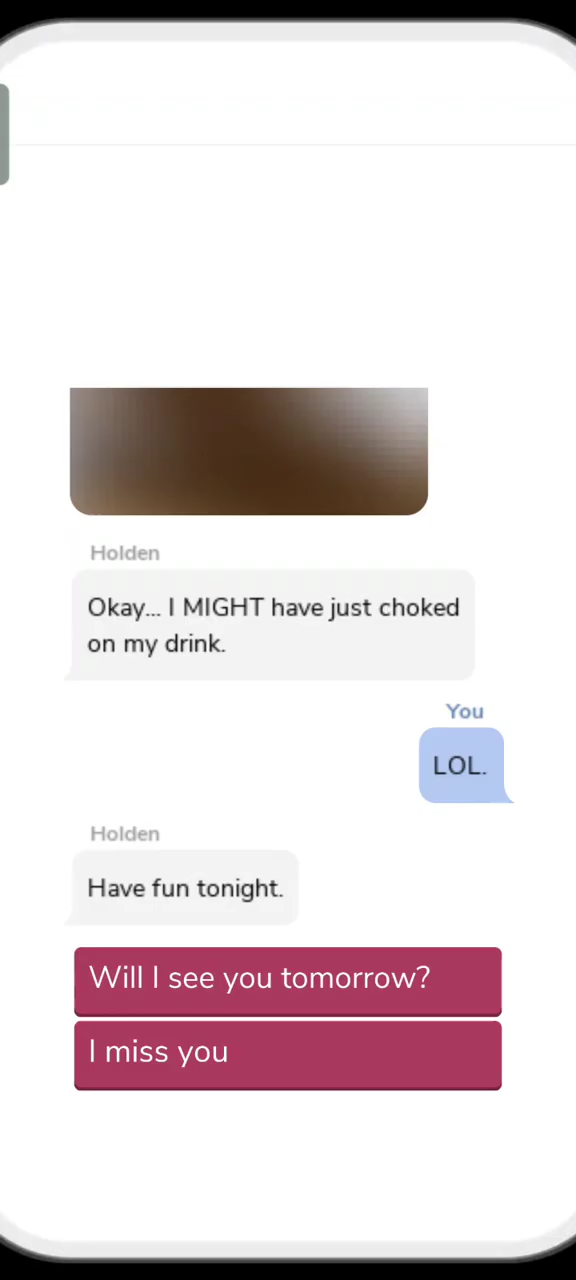 Holden
Okay... I MIGHT have just choked
on my drink.
You
LOL.
Holden
Have fun tonight.
Will I see you tomorrow?
I miss you